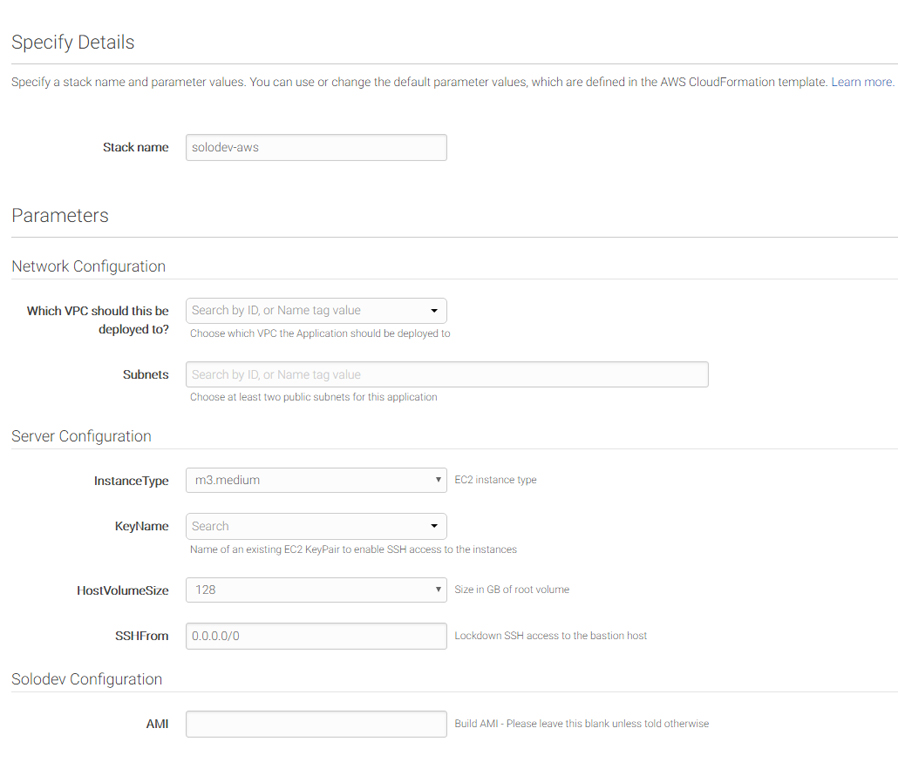 Specify Details
Specify a stack name and parameter values. You can use or change the default parameter values, which are defined in the AWS CloudFormation template. Learn more.
Stack name solodev-aws
Parameters
Network Configuration
Which VPC should this be
deployed to?
Search by ID, or Name tag value
Choose which VPC the Application should be deployed to
Subnets Search by ID, or Name tag value
Choose at least two public subnets for this application
Server Configuration
InstanceType m3.medium EC2 instance type
KeyName Search
Name of an existing EC2 KeyPair to enable SSH access to the instances
HostVolumeSize 128 Size in GB of root volume
SSHFrom 0.0.0.0/0 Lockdown SSH access to the bastion host
Solodev Configuration
AMI Build AMI - Please leave this blank unless told otherwise